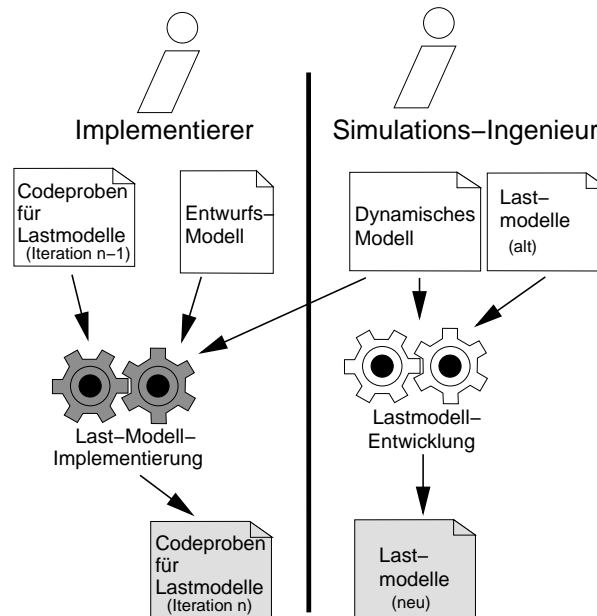 Implementierer
Simulations–Ingenieur
Codeproben
für
Lastmodelle
(Iteration n–1)
Entwurfs–
Modell
Dynamisches
Modell
Last–
modelle
(alt)
Last–Modell–
Implementierung
Lastmodell–
Entwicklung
Codeproben
für
Lastmodelle
(Iteration n)
Last–
modelle
(neu)